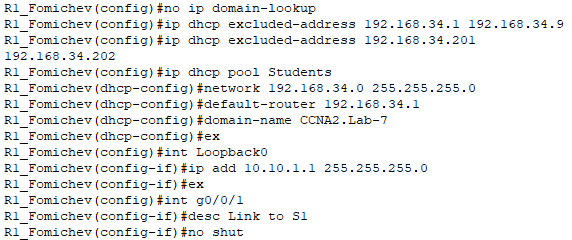 R1_Fomichev(config)#no ip domain-lookup
R1_Fomichev(config)#ip dhcp excluded-address 192.168.34.1 192.168.34.9
R1_Fomichev(config)#ip dhcp excluded-address 192.168.34.201
192.168.34.202
R1_Fomichev(config)#ip dhcp pool Students
R1_Fomichev(dhcp-config)#network 192.168.34.0 255.255.255.0
R1_Fomichev(dhcp-config)#default-router 192.168.34.1
R1_Fomichev(dhcp-config)#domain-name CCNA2.Lab-7
R1_Fomichev(dhcp-config)#ex
R1_Fomichev(config)#int Loopback0
R1_Fomichev(config-if)#ip add 10.10.1.1 255.255.255.0
R1_Fomichev(config-if)#ex
R1_Fomichev(config)#int g0/0/1
R1_Fomichev(config-if)#desc Link to S1
R1_Fomichev(config-if)#no shut